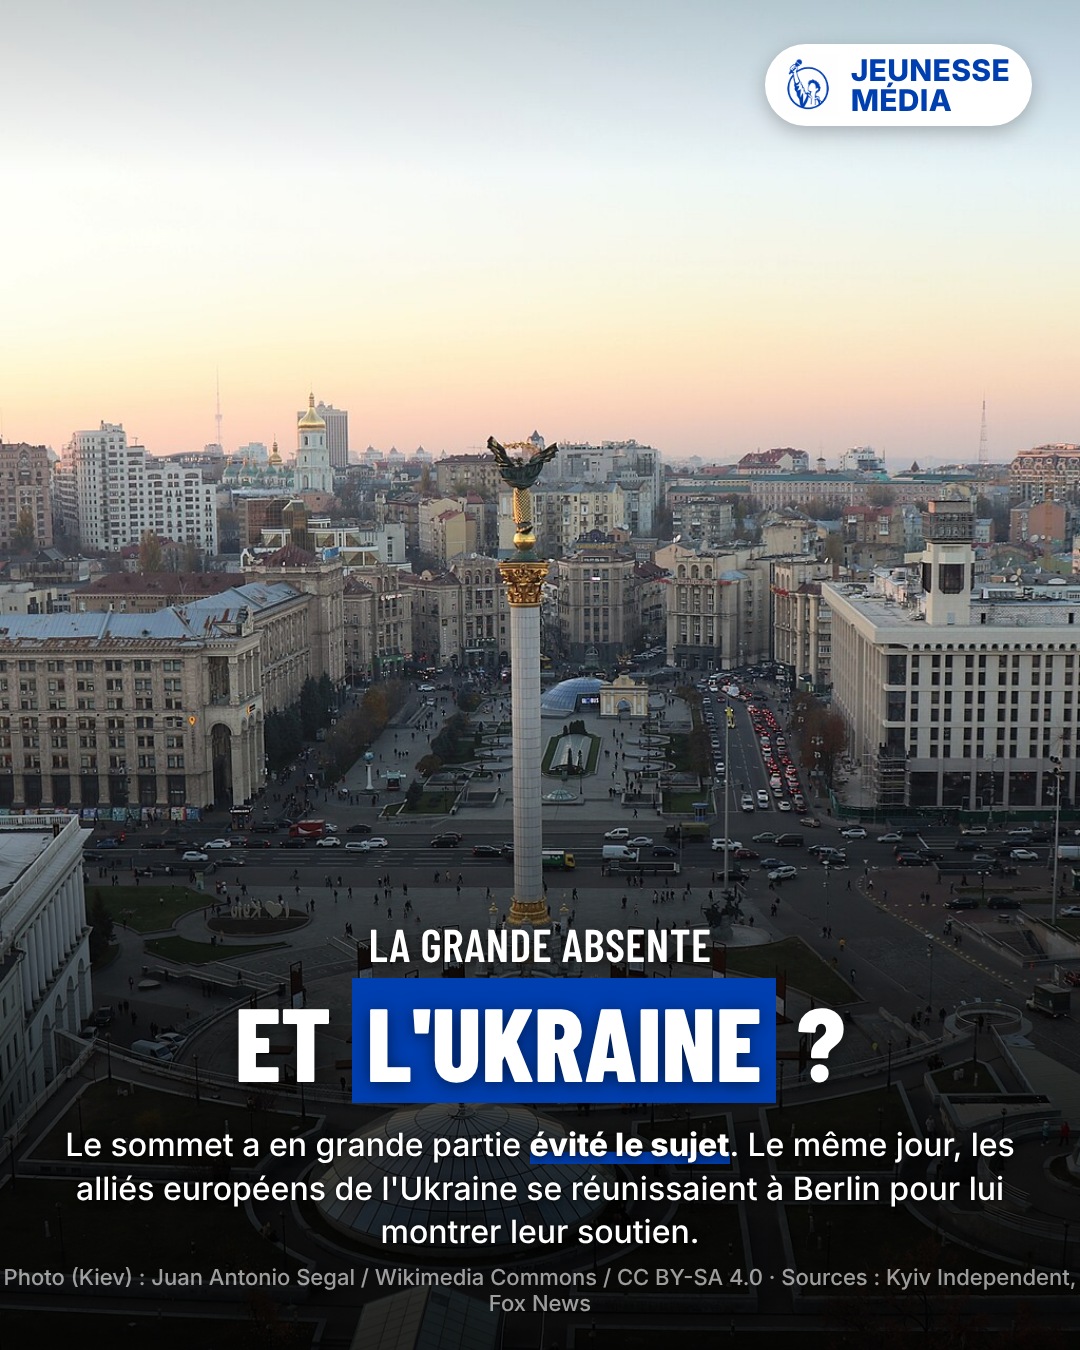 JEUNESSE
MÉDIA
LA GRANDE ABSENTE
ET L'UKRAINE ?
Le sommet a en grande partie évité le sujet. Le même jour, les
alliés européens de l'Ukraine se réunissaient à Berlin pour lui
montrer leur soutien.
Photo (Kiev) : Juan Antonio Segal / Wikimedia Commons / CC BY-SA 4.0 · Sources : Kyiv Independent,
Fox News